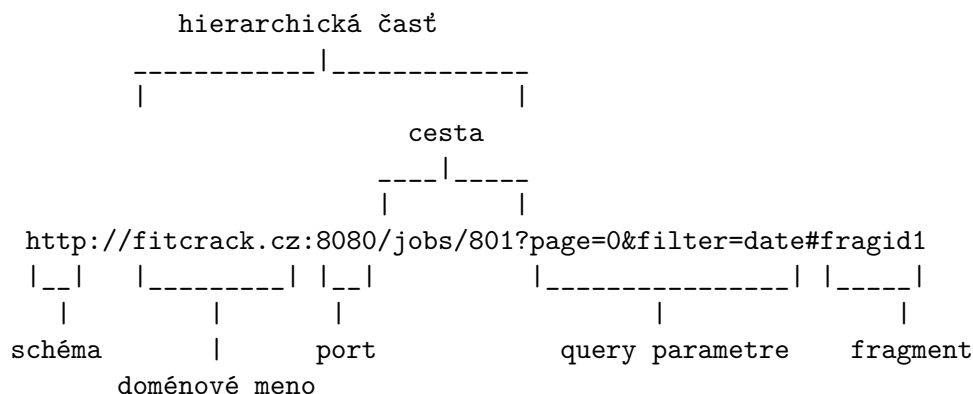 hierarchická časť
cesta
http://fitcrack.cz:8080/jobs/801?page=0&filter=date#fragid1
schéma port query parametre fragment
doménové meno